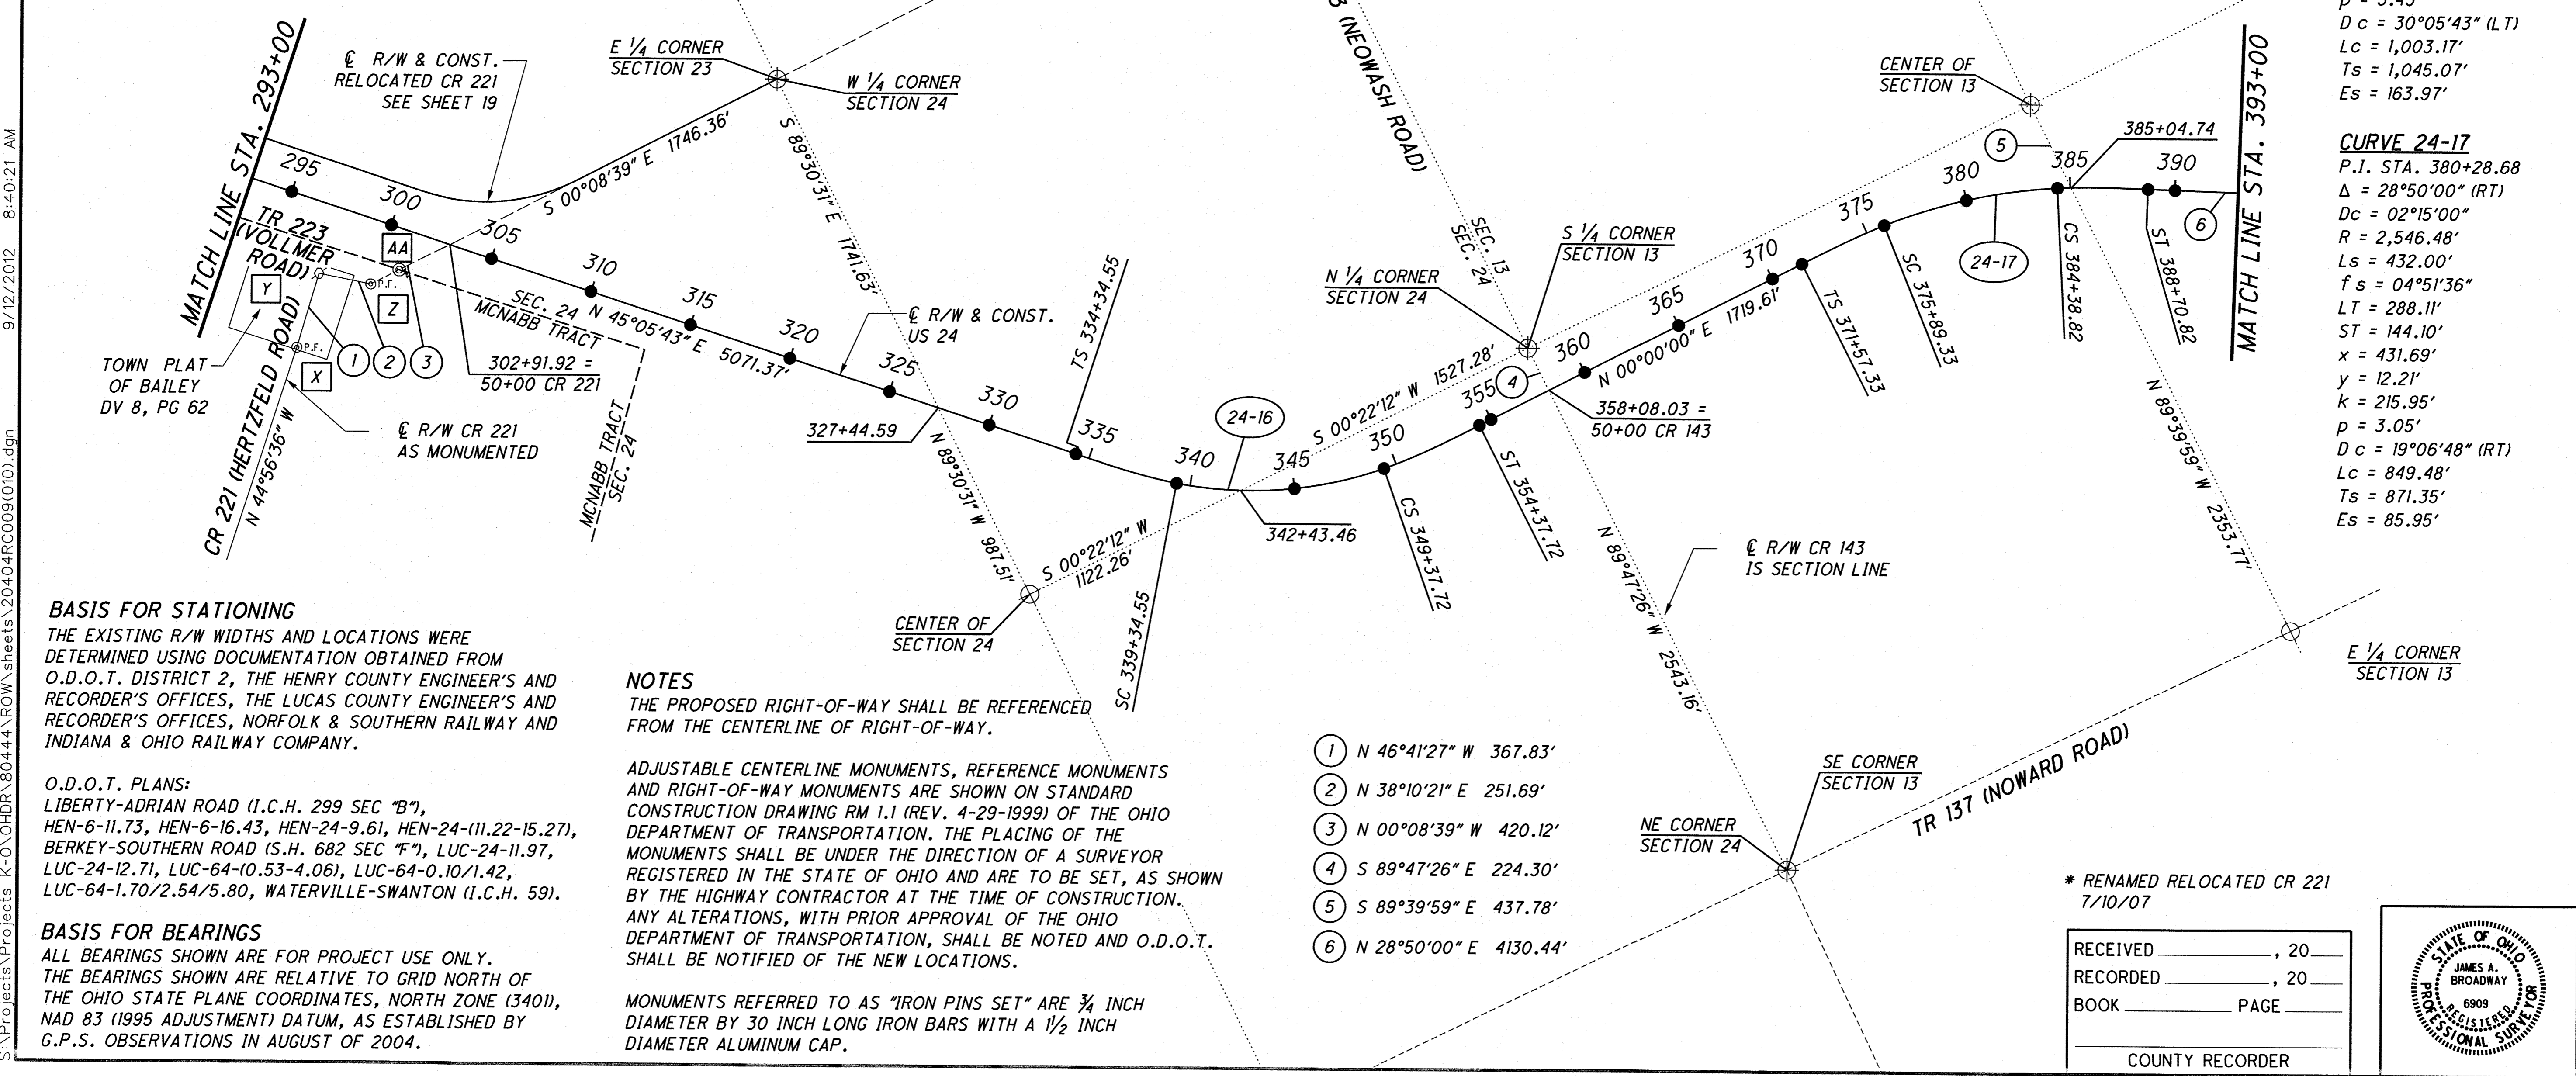 S:\Projects\Projects K-O\OHDR\80444\ROW\sheets\20404RC009(010).dgn 9/12/2012 8:40:21 AM
MATCH LINE STA. 293+00
℄ R/W & CONST.
RELOCATED CR 221
SEE SHEET 19
E 1/4 CORNER
SECTION 23
W 1/4 CORNER
SECTION 24
S 00°08'39" E 1746.36'
S 89°30'31" E 1741.63'
295
300
305
310
315
320
325
330
335
340
345
350
355
360
365
370
375
380
385
390
TR 223
(VOLLMER
ROAD)
AA
Y
Z
X
P.F.
P.F.
1
2
3
TOWN PLAT
OF BAILEY
DV 8, PG 62
CR 221 (HERTZFELD ROAD)
N 44°56'36" W
℄ R/W CR 221
AS MONUMENTED
302+91.92 =
50+00 CR 221
SEC. 24
MCNABB TRACT
N 45°05'43" E 5071.37'
MCNABB TRACT
SEC. 24
℄ R/W & CONST.
US 24
327+44.59
N 89°30'31" W 987.51'
TS 334+34.55
SC 339+34.55
24-16
342+43.46
S 00°22'12" W
1122.26'
CENTER OF
SECTION 24
S 00°22'12" W 1527.28'
CS 349+37.72
ST 354+37.72
3 (NEOWASH ROAD)
SEC. 13
SEC. 24
N 1/4 CORNER
SECTION 24
S 1/4 CORNER
SECTION 13
4
358+08.03 =
50+00 CR 143
N 00°00'00" E 1719.61'
TS 371+57.33
SC 375+89.33
24-17
CS 384+38.82
ST 388+70.82
CENTER OF
SECTION 13
5
385+04.74
6
MATCH LINE STA. 393+00
N 89°39'59" W 2353.77'
N 89°47'26" W 2543.16'
℄ R/W CR 143
IS SECTION LINE
E 1/4 CORNER
SECTION 13
SE CORNER
SECTION 13
NE CORNER
SECTION 24
TR 137 (NOWARD ROAD)
D c = 30°05'43" (LT)
Lc = 1,003.17'
Ts = 1,045.07'
Es = 163.97'
CURVE 24-17
P.I. STA. 380+28.68
Δ = 28°50'00" (RT)
Dc = 02°15'00"
R = 2,546.48'
Ls = 432.00'
f s = 04°51'36"
LT = 288.11'
ST = 144.10'
x = 431.69'
y = 12.21'
k = 215.95'
p = 3.05'
D c = 19°06'48" (RT)
Lc = 849.48'
Ts = 871.35'
Es = 85.95'
BASIS FOR STATIONING
THE EXISTING R/W WIDTHS AND LOCATIONS WERE
DETERMINED USING DOCUMENTATION OBTAINED FROM
O.D.O.T. DISTRICT 2, THE HENRY COUNTY ENGINEER'S AND
RECORDER'S OFFICES, THE LUCAS COUNTY ENGINEER'S AND
RECORDER'S OFFICES, NORFOLK & SOUTHERN RAILWAY AND
INDIANA & OHIO RAILWAY COMPANY.
O.D.O.T. PLANS:
LIBERTY-ADRIAN ROAD (I.C.H. 299 SEC "B"),
HEN-6-11.73, HEN-6-16.43, HEN-24-9.61, HEN-24-(11.22-15.27),
BERKEY-SOUTHERN ROAD (S.H. 682 SEC "F"), LUC-24-11.97,
LUC-24-12.71, LUC-64-(0.53-4.06), LUC-64-0.10/1.42,
LUC-64-1.70/2.54/5.80, WATERVILLE-SWANTON (I.C.H. 59).
BASIS FOR BEARINGS
ALL BEARINGS SHOWN ARE FOR PROJECT USE ONLY.
THE BEARINGS SHOWN ARE RELATIVE TO GRID NORTH OF
THE OHIO STATE PLANE COORDINATES, NORTH ZONE (3401),
NAD 83 (1995 ADJUSTMENT) DATUM, AS ESTABLISHED BY
G.P.S. OBSERVATIONS IN AUGUST OF 2004.
NOTES
THE PROPOSED RIGHT-OF-WAY SHALL BE REFERENCED
FROM THE CENTERLINE OF RIGHT-OF-WAY.
ADJUSTABLE CENTERLINE MONUMENTS, REFERENCE MONUMENTS
AND RIGHT-OF-WAY MONUMENTS ARE SHOWN ON STANDARD
CONSTRUCTION DRAWING RM 1.1 (REV. 4-29-1999) OF THE OHIO
DEPARTMENT OF TRANSPORTATION. THE PLACING OF THE
MONUMENTS SHALL BE UNDER THE DIRECTION OF A SURVEYOR
REGISTERED IN THE STATE OF OHIO AND ARE TO BE SET, AS SHOWN
BY THE HIGHWAY CONTRACTOR AT THE TIME OF CONSTRUCTION.
ANY ALTERATIONS, WITH PRIOR APPROVAL OF THE OHIO
DEPARTMENT OF TRANSPORTATION, SHALL BE NOTED AND O.D.O.T.
SHALL BE NOTIFIED OF THE NEW LOCATIONS.
MONUMENTS REFERRED TO AS "IRON PINS SET" ARE 3/4 INCH
DIAMETER BY 30 INCH LONG IRON BARS WITH A 1 1/2 INCH
DIAMETER ALUMINUM CAP.
1 N 46°41'27" W 367.83'
2 N 38°10'21" E 251.69'
3 N 00°08'39" W 420.12'
4 S 89°47'26" E 224.30'
5 S 89°39'59" E 437.78'
6 N 28°50'00" E 4130.44'
* RENAMED RELOCATED CR 221
7/10/07
RECEIVED ________, 20___
RECORDED ________, 20___
BOOK ________ PAGE ____
COUNTY RECORDER
STATE OF OHIO
JAMES A.
BROADWAY
6909
REGISTERED
PROFESSIONAL SURVEYOR